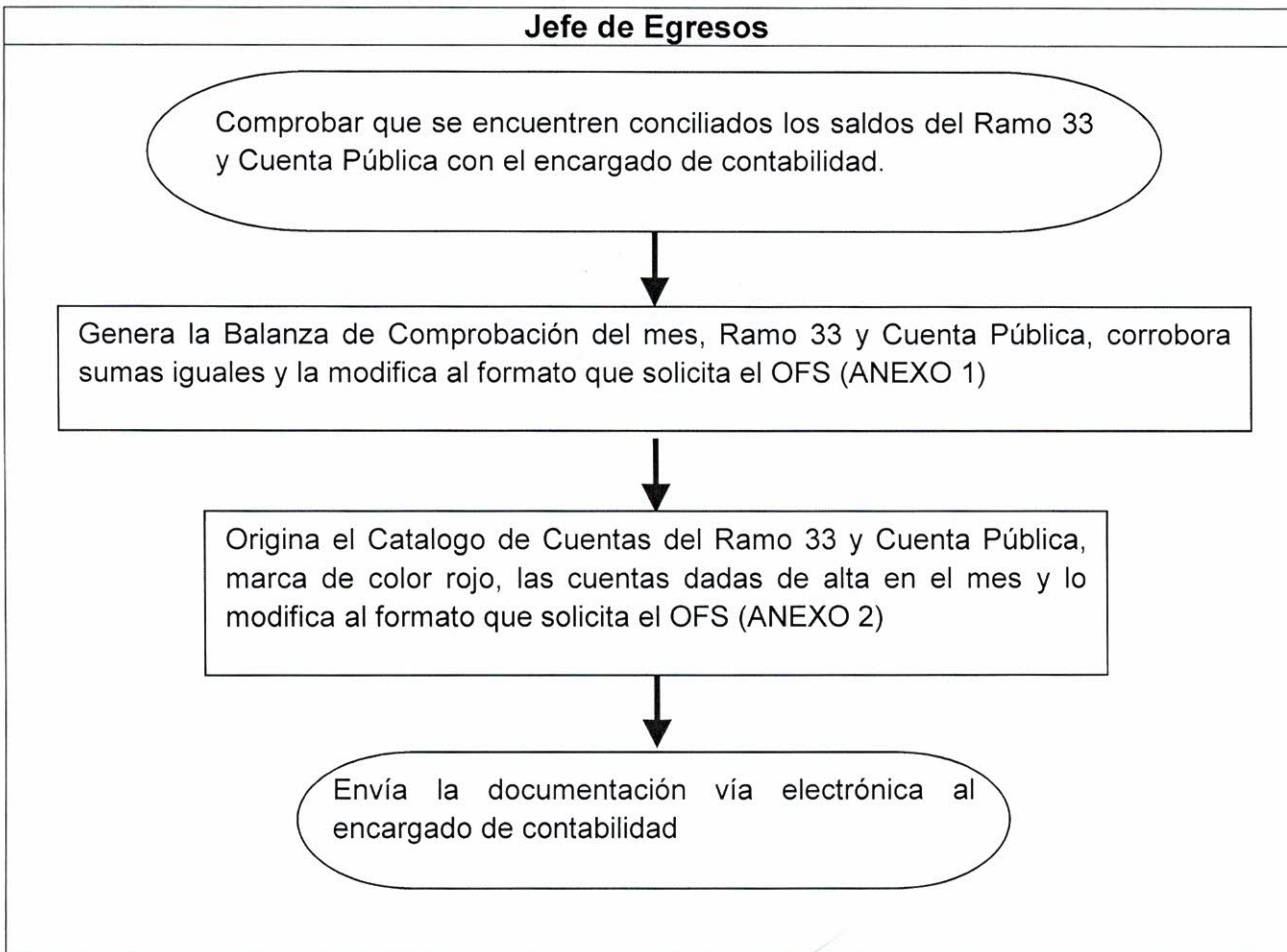 Jefe de Egresos
Comprobar que se encuentren conciliados los saldos del Ramo 33
y Cuenta Pública con el encargado de contabilidad.
Genera la Balanza de Comprobación del mes, Ramo 33 y Cuenta Pública, corrobora
sumas iguales y la modifica al formato que solicita el OFS (ANEXO 1)
Origina el Catalogo de Cuentas del Ramo 33 y Cuenta Pública,
marca de color rojo, las cuentas dadas de alta en el mes y lo
modifica al formato que solicita el OFS (ANEXO 2)
Envía la documentación vía electrónica al
encargado de contabilidad